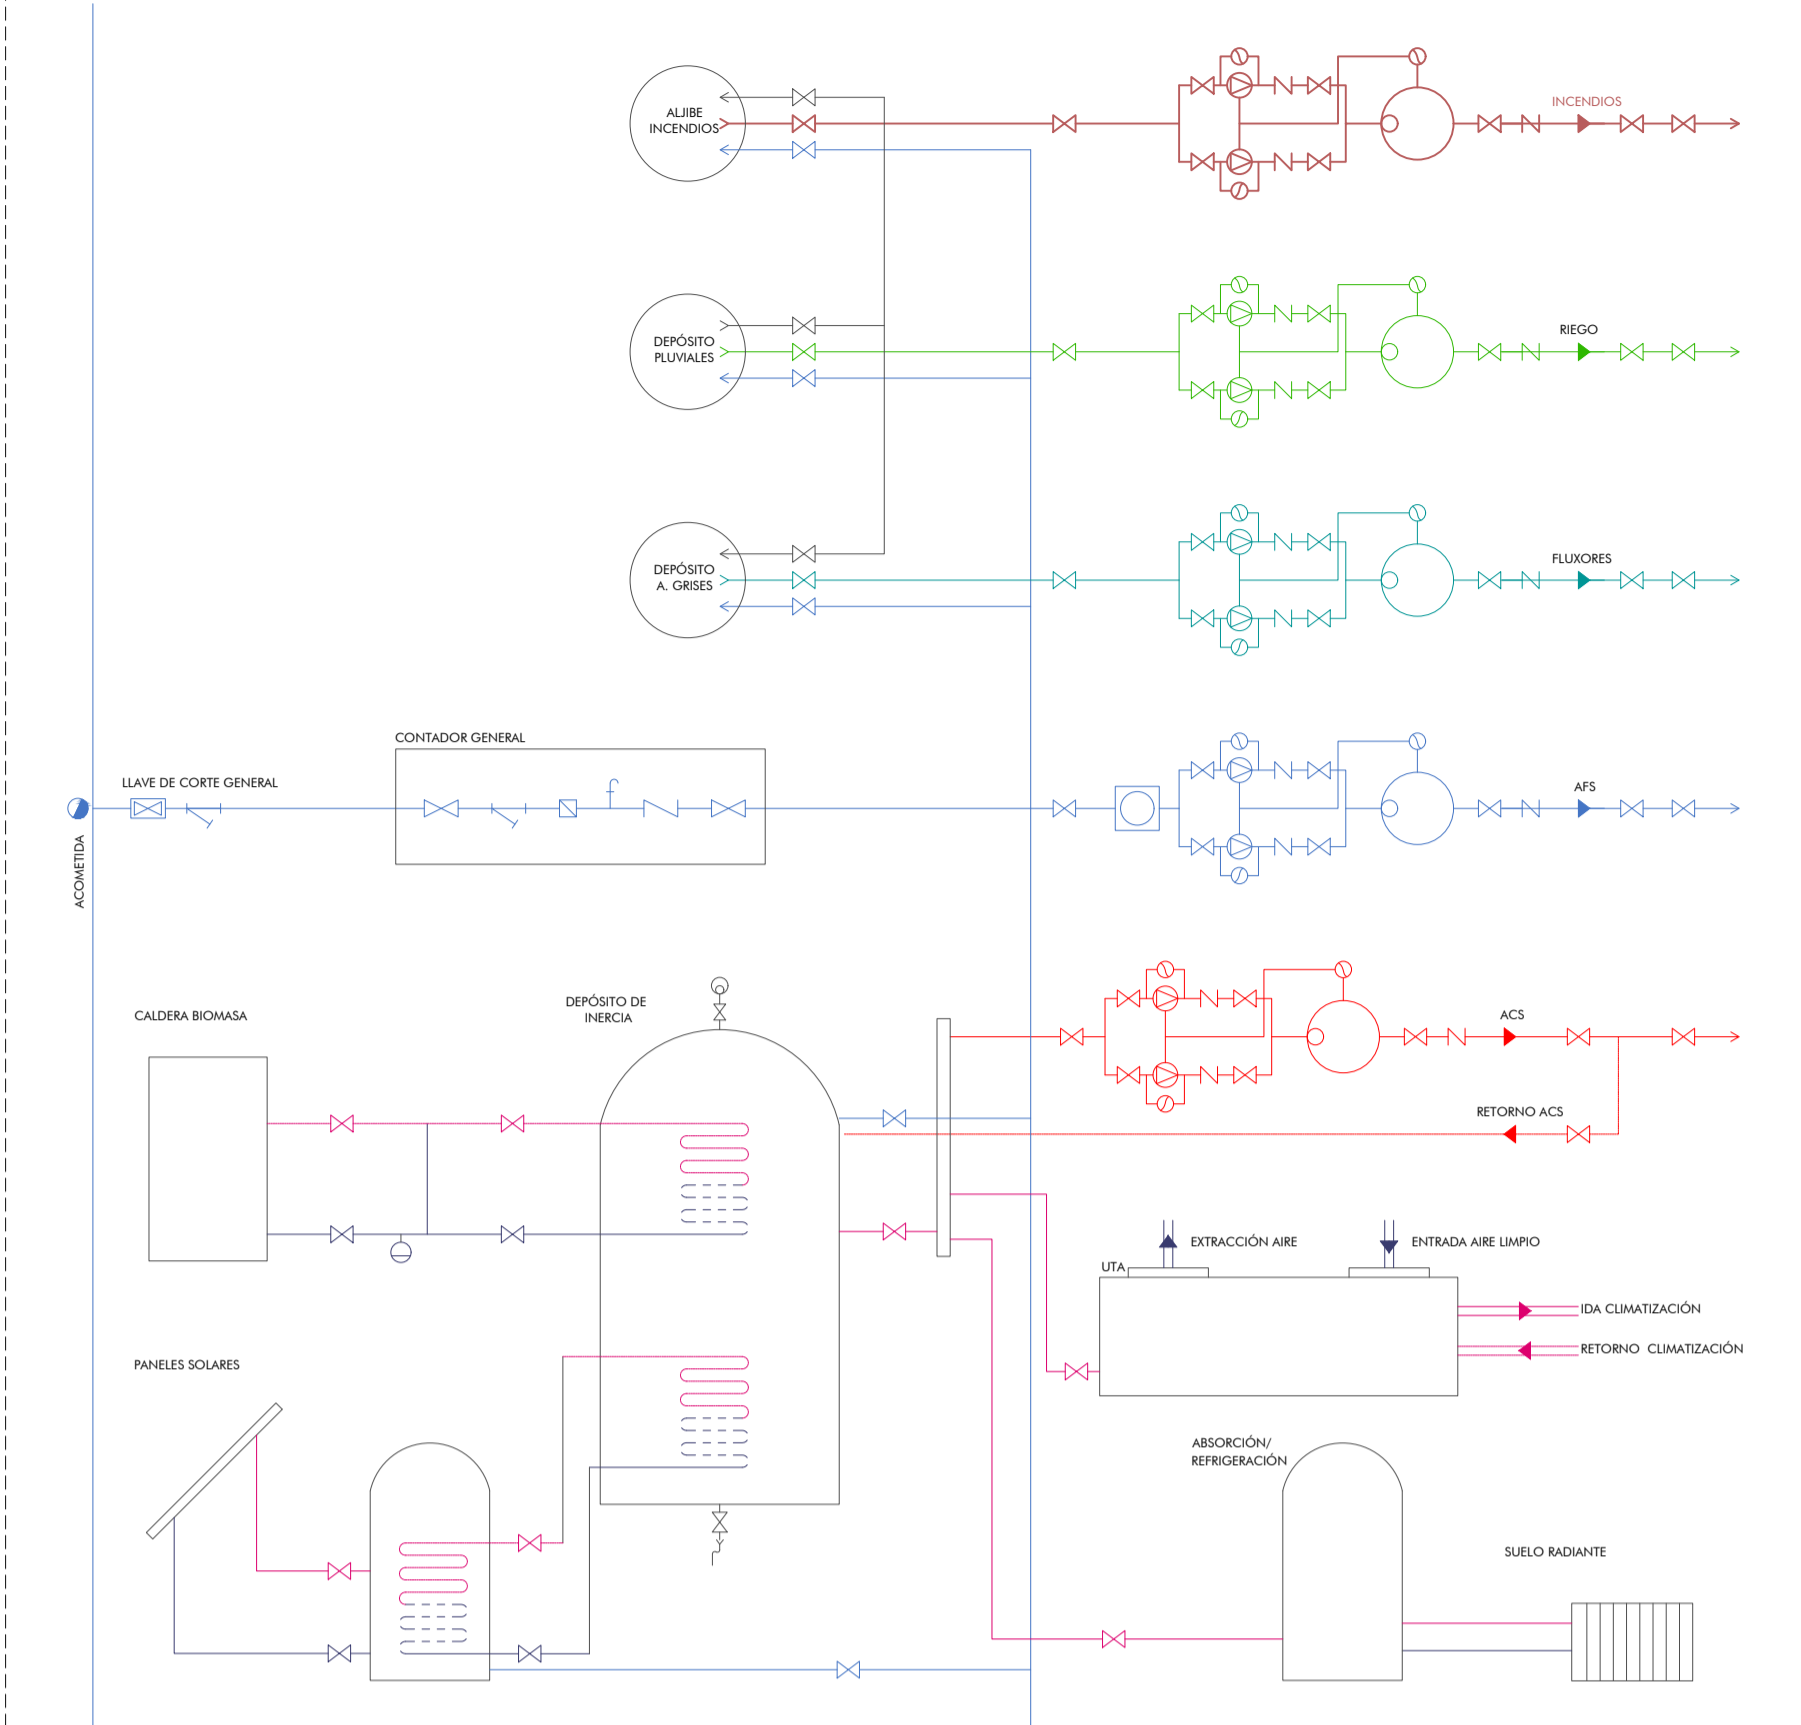 ALJIBE
INCENDIOS
INCENDIOS
DEPÓSITO
PLUVIALES
RIEGO
DEPÓSITO
A. GRISES
FLUXORES
CONTADOR GENERAL
LLAVE DE CORTE GENERAL
AFS
ACOMETIDA
CALDERA BIOMASA
DEPÓSITO DE
INERCIA
ACS
RETORNO ACS
EXTRACCIÓN AIRE
ENTRADA AIRE LIMPIO
UTA
IDA CLIMATIZACIÓN
RETORNO CLIMATIZACIÓN
PANELES SOLARES
ABSORCIÓN/
REFRIGERACIÓN
SUELO RADIANTE